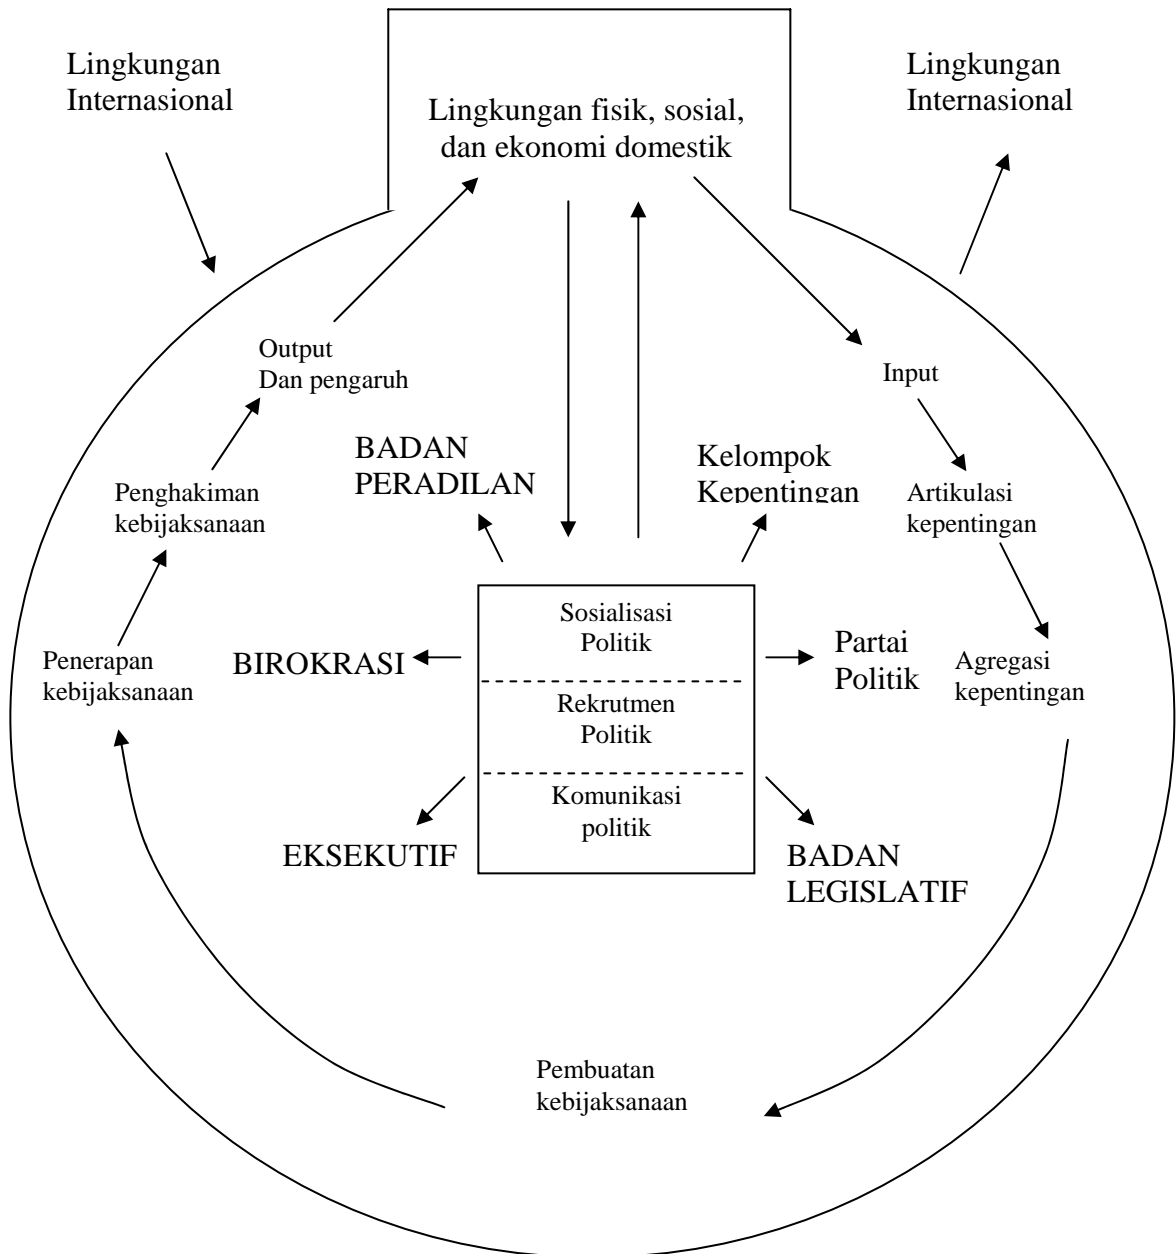 Lingkungan
Internasional
Lingkungan fisik, sosial,
dan ekonomi domestik
Lingkungan
Internasional
Output
Dan pengaruh
Input
BADAN
PERADILAN
Kelompok
Kepentingan
Penghakiman
kebijaksanaan
Artikulasi
kepentingan
Sosialisasi
Politik
BIROKRASI
Partai
Politik
Penerapan
kebijaksanaan
Agregasi
kepentingan
Rekrutmen
Politik
Komunikasi
politik
EKSEKUTIF
BADAN
LEGISLATIF
Pembuatan
kebijaksanaan